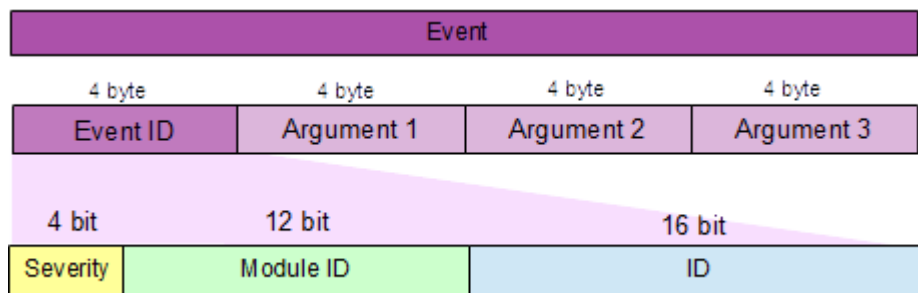 Event
4 byte 4 byte 4 byte 4 byte
Event ID Argument 1 Argument 2 Argument 3
4 bit 12 bit 16 bit
Severity Module ID ID